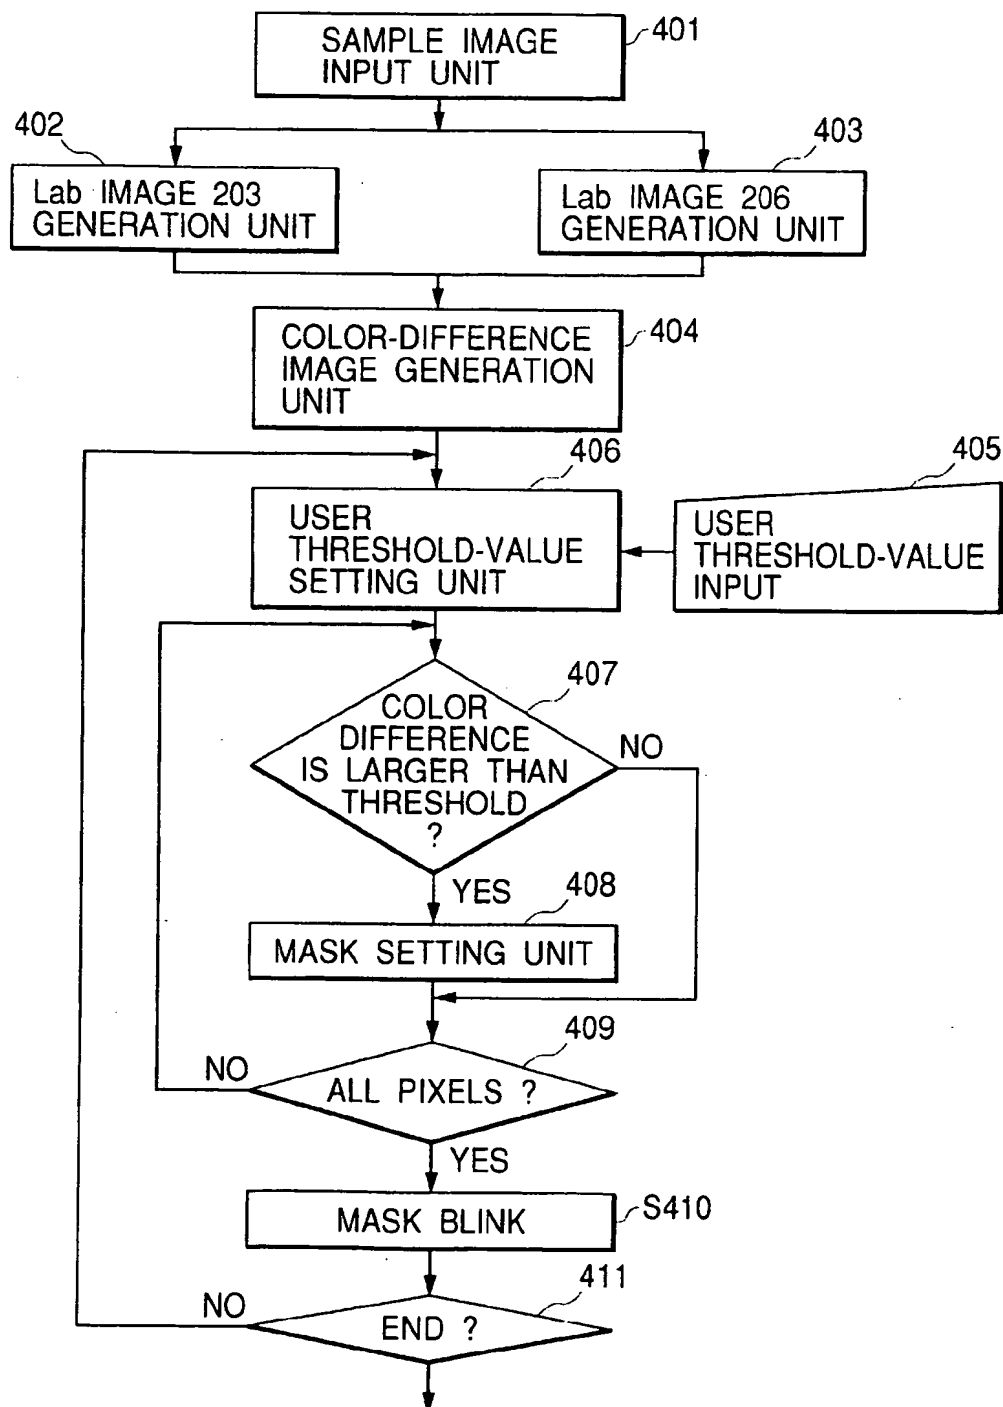 SAMPLE IMAGE
INPUT UNIT
401
402
403
Lab IMAGE 203
GENERATION UNIT
Lab IMAGE 206
GENERATION UNIT
COLOR-DIFFERENCE
IMAGE GENERATION
UNIT
404
406
405
USER
THRESHOLD-VALUE
SETTING UNIT
USER
THRESHOLD-VALUE
INPUT
407
COLOR
DIFFERENCE
IS LARGER THAN
THRESHOLD
?
NO
YES
408
MASK SETTING UNIT
409
NO
ALL PIXELS ?
YES
MASK BLINK
S410
411
NO
END ?